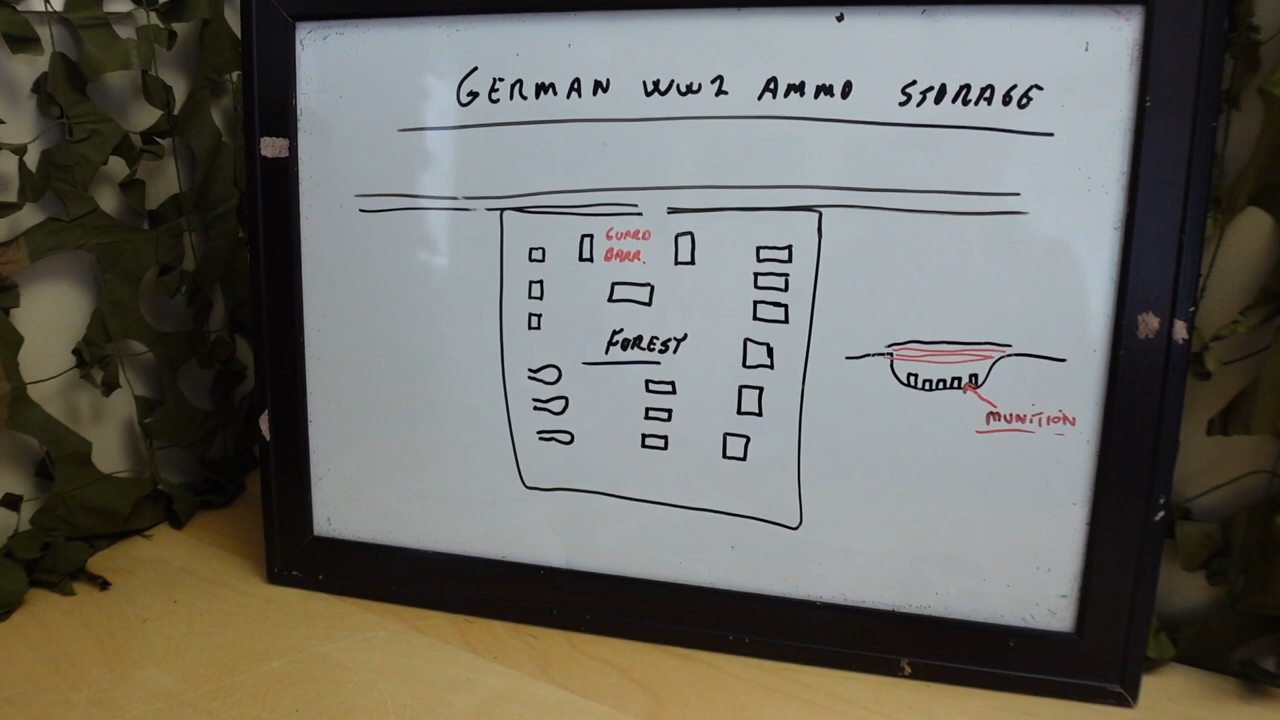 GERMAN WW2 AMMO STORAGE
GUARD
BARR.
FOREST
MUNITION